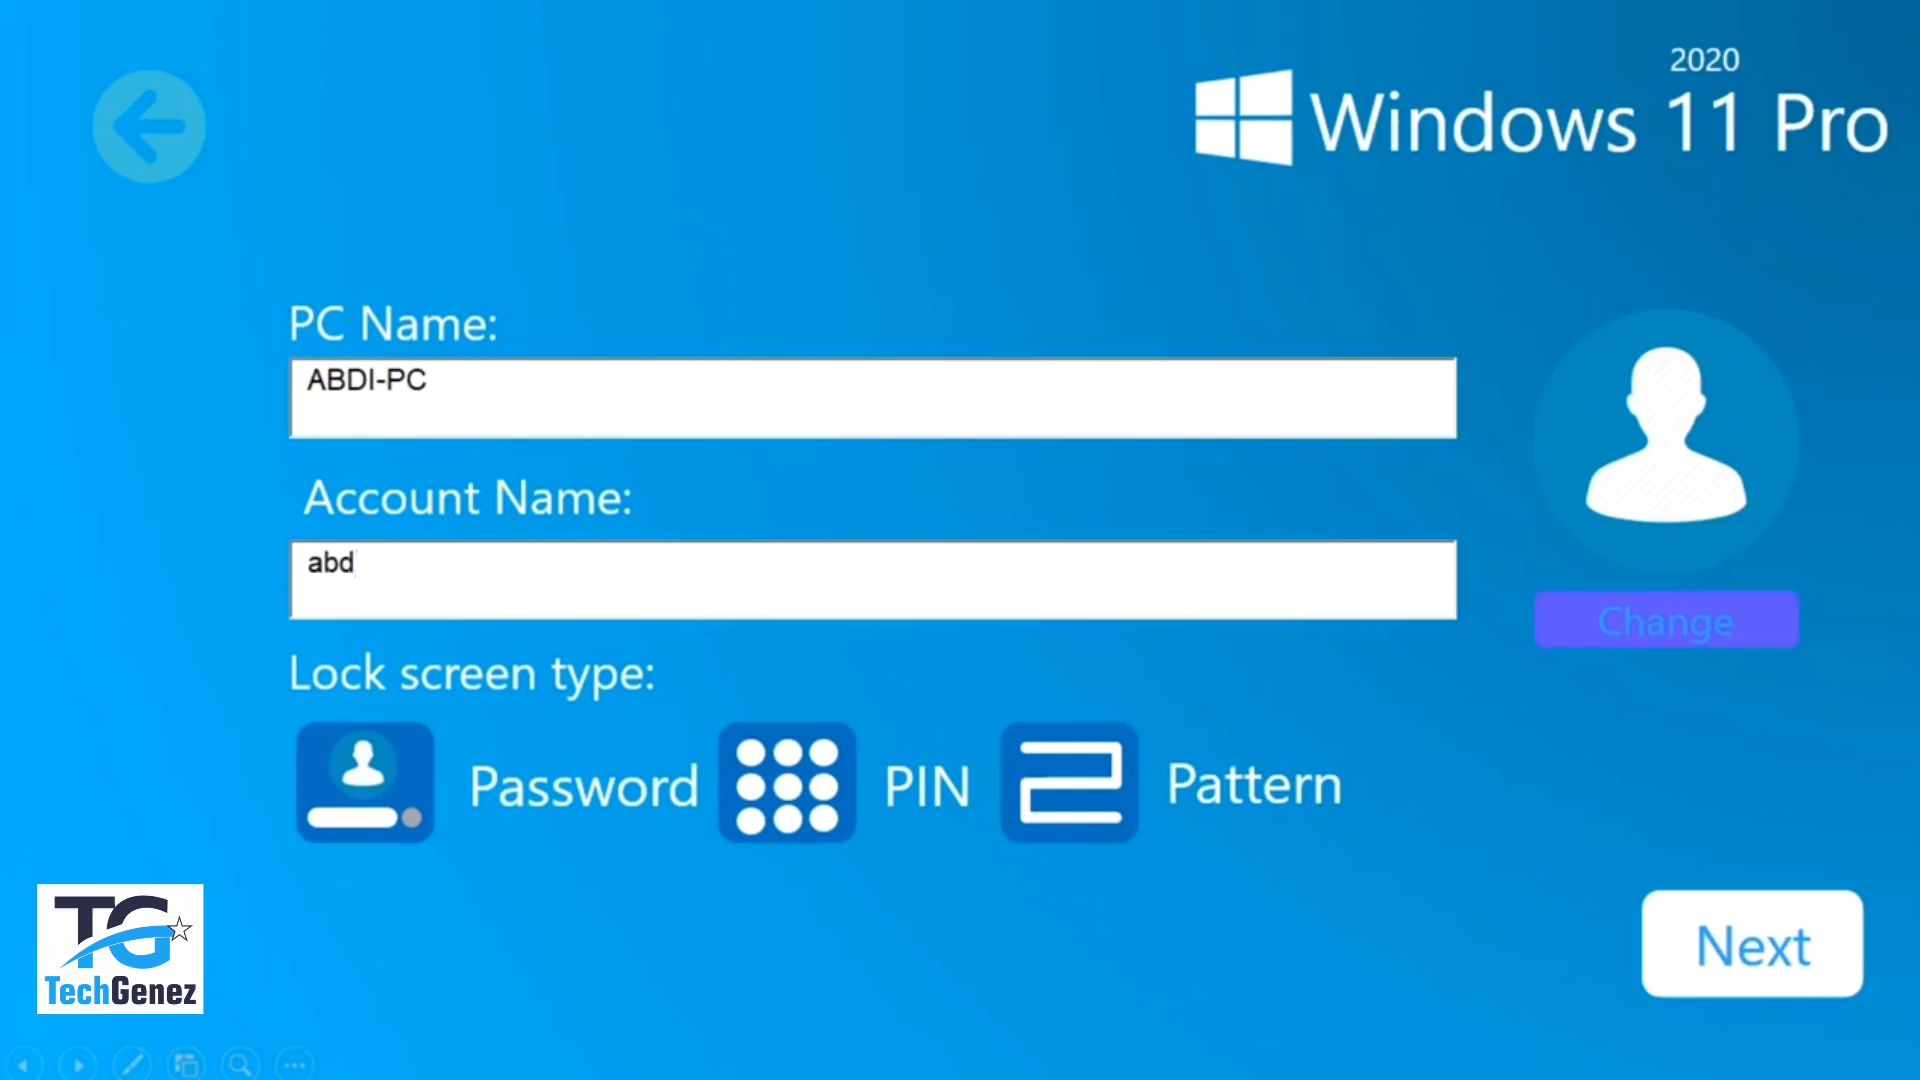 2020
Windows 11 Pro
PC Name:
ABDI-PC
Account Name:
abd
Change
Lock screen type:
Password PIN Pattern
TG
TechGenez
Next